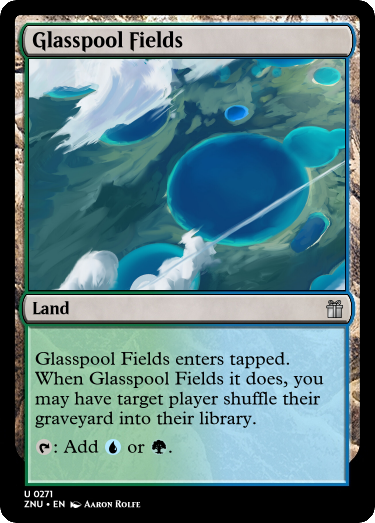 Glasspool Fields
Land
Glasspool Fields enters tapped.
When Glasspool Fields it does, you
may have target player shuffle their
graveyard into their library.
: Add or .
U 0271
ZNU • EN Aaron Rolfe